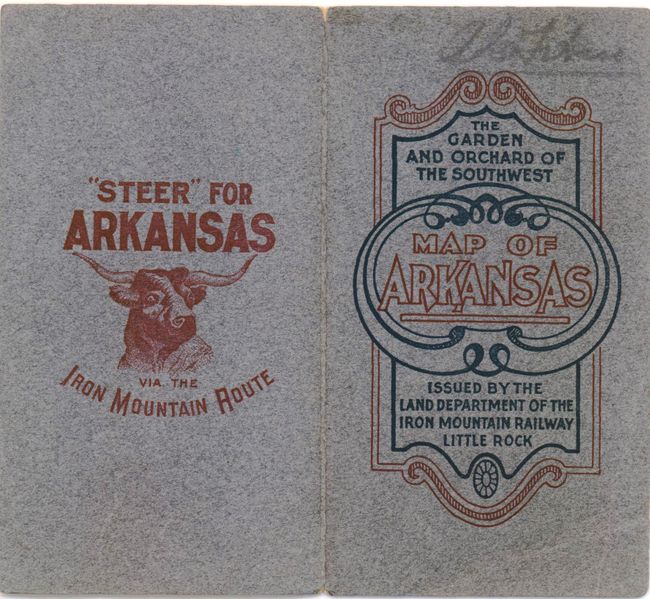 "STEER" FOR
ARKANSAS
VIA THE
IRON MOUNTAIN ROUTE
THE
GARDEN
AND ORCHARD OF
THE SOUTHWEST
MAP OF
ARKANSAS
ISSUED BY THE
LAND DEPARTMENT OF THE
IRON MOUNTAIN RAILWAY
LITTLE ROCK